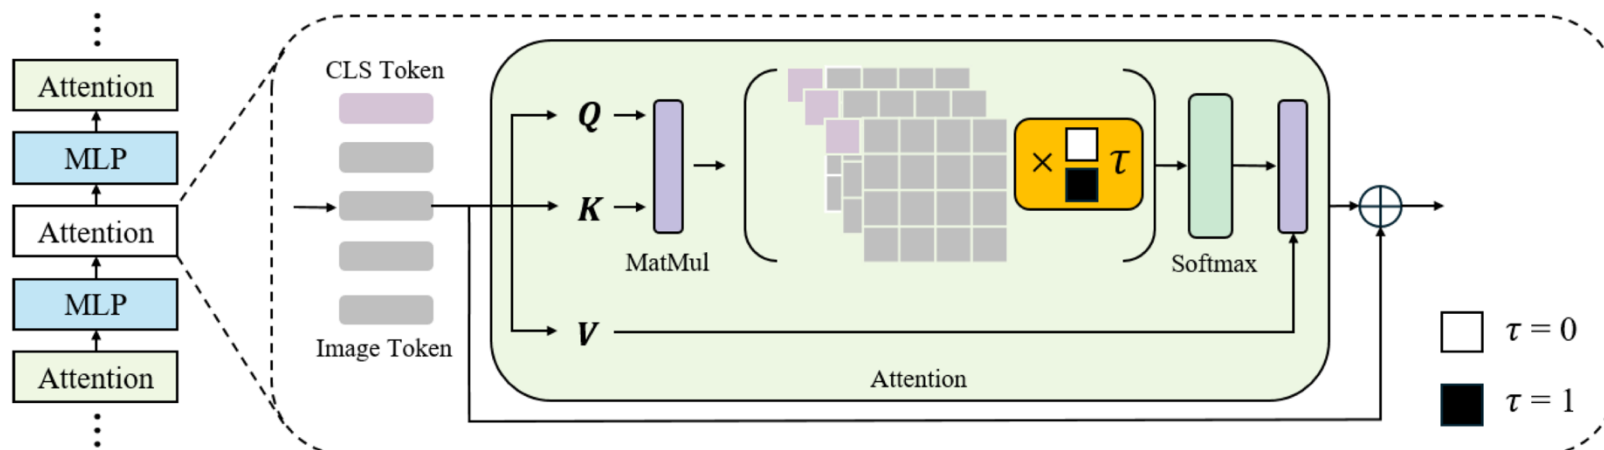 Attention
MLP
Attention
MLP
Attention
CLS Token
Image Token
Q
K
V
MatMul
× τ
Softmax
Attention
τ = 0
τ = 1